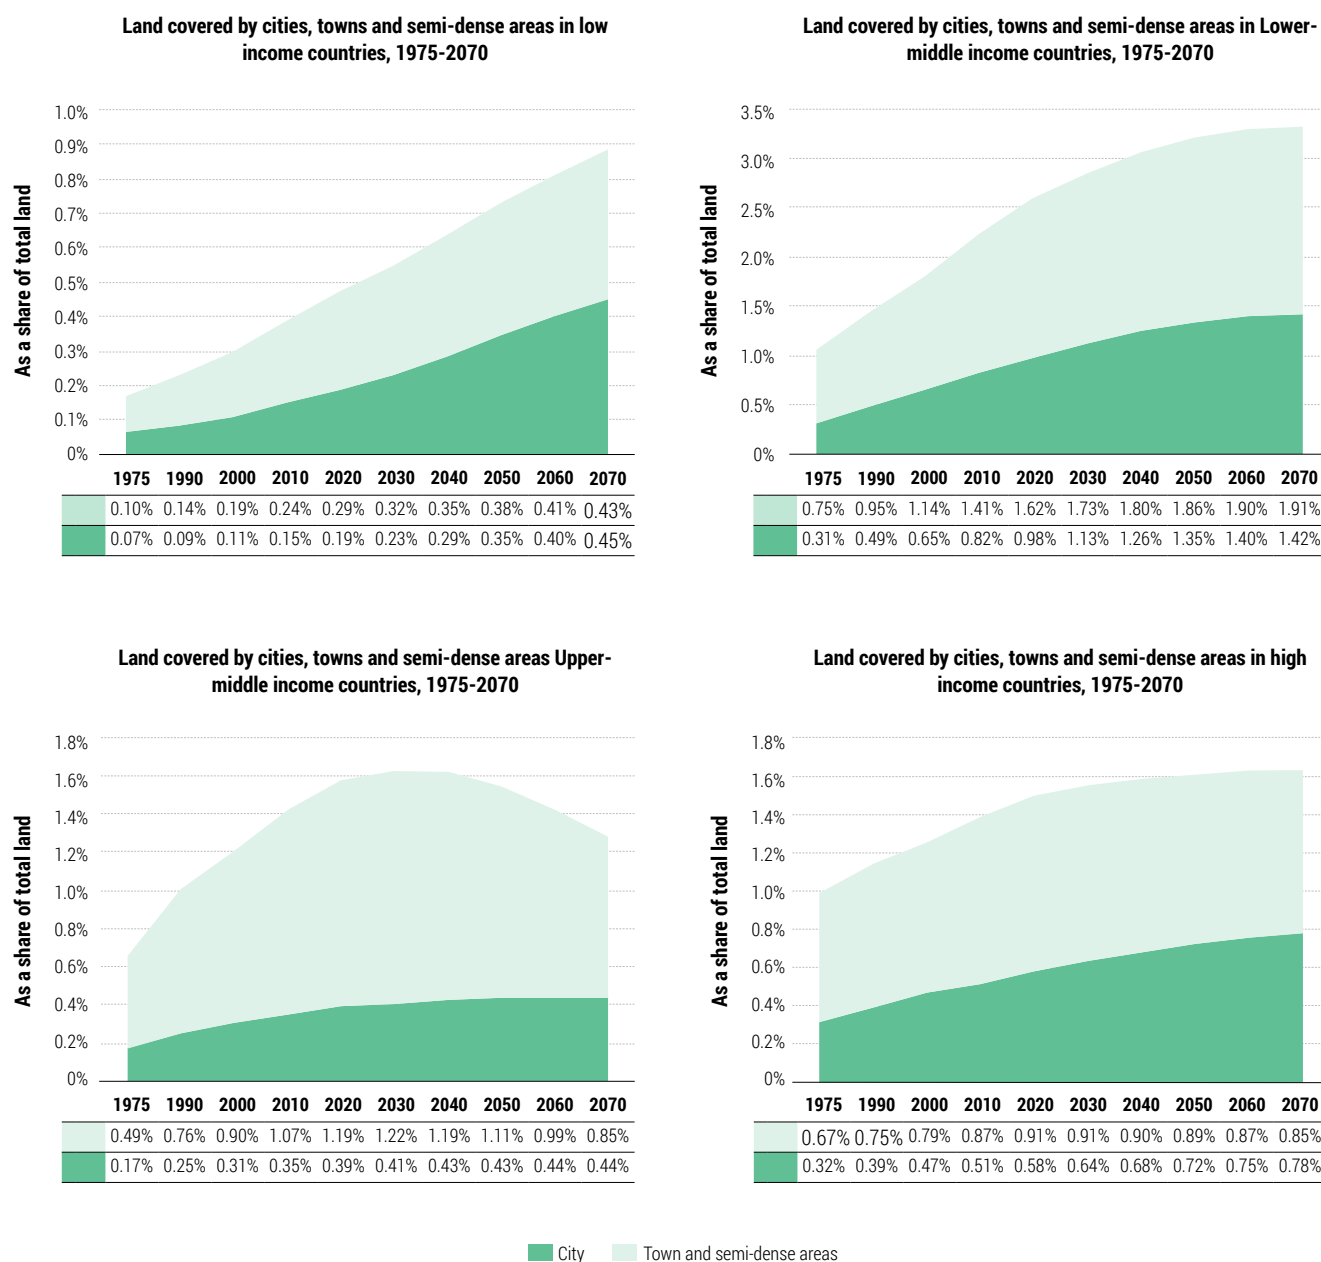 Land covered by cities, towns and semi-dense areas in low
income countries, 1975-2070
As a share of total land
1.0%
0.9%
0.8%
0.7%
0.6%
0.5%
0.4%
0.3%
0.2%
0.1%
0%
1975 1990 2000 2010 2020 2030 2040 2050 2060 2070
0.10% 0.14% 0.19% 0.24% 0.29% 0.32% 0.35% 0.38% 0.41% 0.43%
0.07% 0.09% 0.11% 0.15% 0.19% 0.23% 0.29% 0.35% 0.40% 0.45%
Land covered by cities, towns and semi-dense areas in Lower-
middle income countries, 1975-2070
As a share of total land
3.5%
3.0%
2.5%
2.0%
1.5%
1.0%
0.5%
0%
1975 1990 2000 2010 2020 2030 2040 2050 2060 2070
0.75% 0.95% 1.14% 1.41% 1.62% 1.73% 1.80% 1.86% 1.90% 1.91%
0.31% 0.49% 0.65% 0.82% 0.98% 1.13% 1.26% 1.35% 1.40% 1.42%
Land covered by cities, towns and semi-dense areas Upper-
middle income countries, 1975-2070
As a share of total land
1.8%
1.6%
1.4%
1.2%
1.0%
0.8%
0.6%
0.4%
0.2%
0%
1975 1990 2000 2010 2020 2030 2040 2050 2060 2070
0.49% 0.76% 0.90% 1.07% 1.19% 1.22% 1.19% 1.11% 0.99% 0.85%
0.17% 0.25% 0.31% 0.35% 0.39% 0.41% 0.43% 0.43% 0.44% 0.44%
Land covered by cities, towns and semi-dense areas in high
income countries, 1975-2070
As a share of total land
1.8%
1.6%
1.4%
1.2%
1.0%
0.8%
0.6%
0.4%
0.2%
0%
1975 1990 2000 2010 2020 2030 2040 2050 2060 2070
0.67% 0.75% 0.79% 0.87% 0.91% 0.91% 0.90% 0.89% 0.87% 0.85%
0.32% 0.39% 0.47% 0.51% 0.58% 0.64% 0.68% 0.72% 0.75% 0.78%
City Town and semi-dense areas